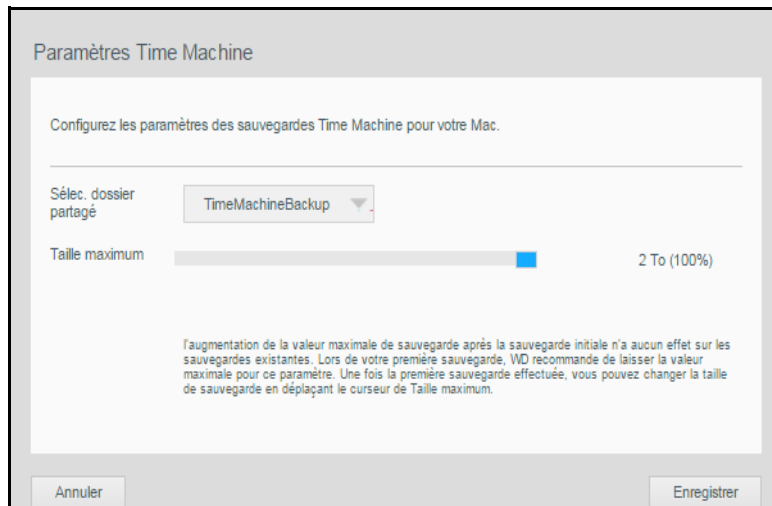 Paramètres Time Machine
Configurez les paramètres des sauvegardes Time Machine pour votre Mac.
Sélec. dossier
partagé
TimeMachineBackup
Taille maximum
2 To (100%)
l'augmentation de la valeur maximale de sauvegarde après la sauvegarde initiale n'a aucun effet sur les
sauvegardes existantes. Lors de votre première sauvegarde, WD recommande de laisser la valeur
maximale pour ce paramètre. Une fois la première sauvegarde effectuée, vous pouvez changer la taille
de sauvegarde en déplaçant le curseur de Taille maximum.
Annuler
Enregistrer